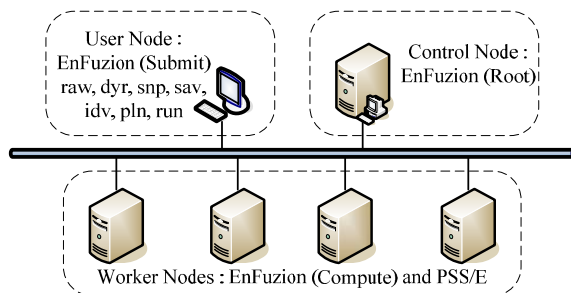 User Node :
EnFuzion (Submit)
raw, dyr, snp, sav,
idv, pln, run
Control Node :
EnFuzion (Root)
Worker Nodes : EnFuzion (Compute) and PSS/E